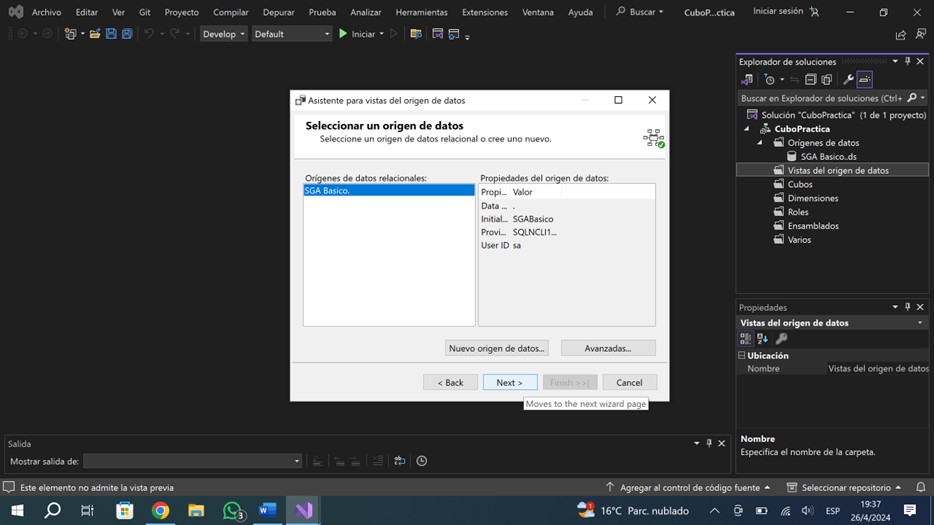 Archivo Editar Ver Git Proyecto Compilar Depurar Prueba Analizar Herramientas Extensiones Ventana Ayuda Buscar CuboP...ctica Iniciar sesión
Develop Default Iniciar
Explorador de soluciones
Buscar en Explorador de soluciones (Ctrl+
Solución "CuboPractica" (1 de 1 proyecto)
CuboPractica
Orígenes de datos
SGA Basico..ds
Vistas del origen de datos
Cubos
Dimensiones
Roles
Ensamblados
Varios
Asistente para vistas del origen de datos
Seleccionar un origen de datos
Seleccione un origen de datos relacional o cree uno nuevo.
Orígenes de datos relacionales:
SGA Basico.
Propiedades del origen de datos:
Propi... Valor
Data ... .
Initial... SGABasico
Provi... SQLNCLI1...
User ID sa
Nuevo origen de datos... Avanzadas...
< Back Next > Finish >>| Cancel
Moves to the next wizard page
Propiedades
Vistas del origen de datos
Ubicación
Nombre Vistas del origen de datos
Nombre
Especifica el nombre de la carpeta.
Salida
Mostrar salida de:
Este elemento no admite la vista previa Agregar al control de código fuente Seleccionar repositorio
3 16°C Parc. nublado ESP 19:37
26/4/2024